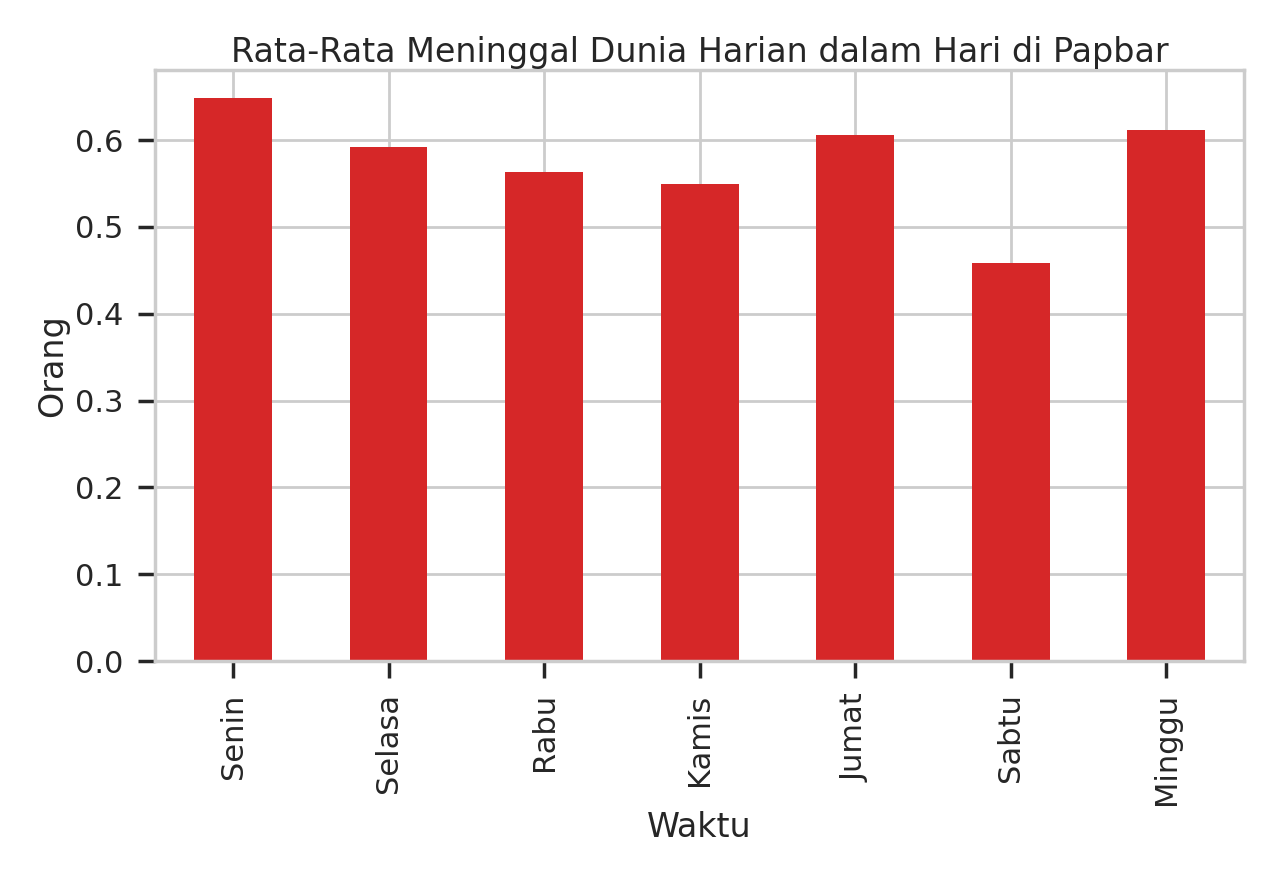 Rata-Rata Meninggal Dunia Harian dalam Hari di Papbar
Orang
0.6
0.5
0.4
0.3
0.2
0.1
0.0
Senin
Selasa
Rabu
Kamis
Jumat
Sabtu
Minggu
Waktu